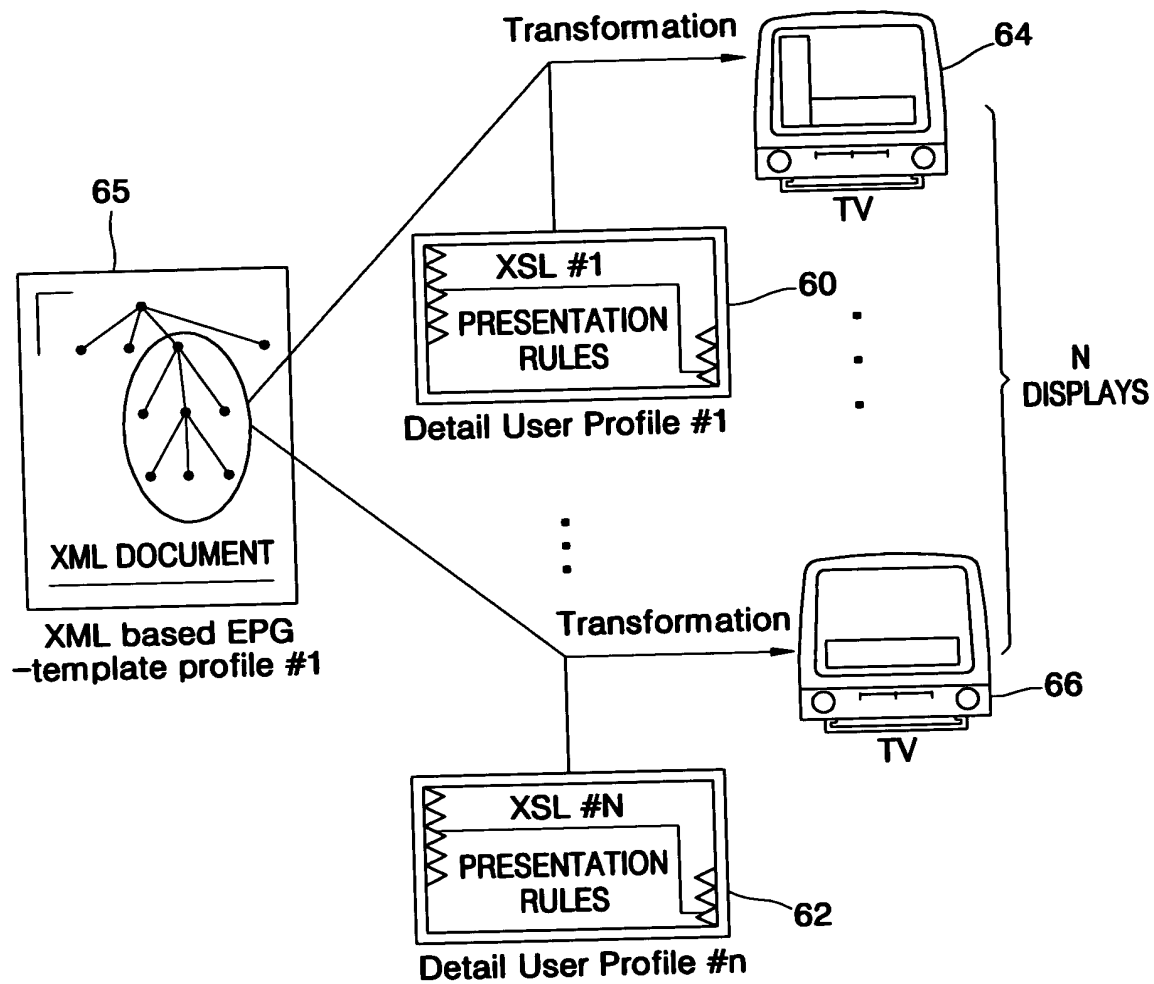 Transformation
64
TV
65
XSL #1
PRESENTATION
RULES
60
Detail User Profile #1
N
DISPLAYS
XML DOCUMENT
XML based EPG
-template profile #1
Transformation
66
TV
XSL #N
PRESENTATION
RULES
62
Detail User Profile #n